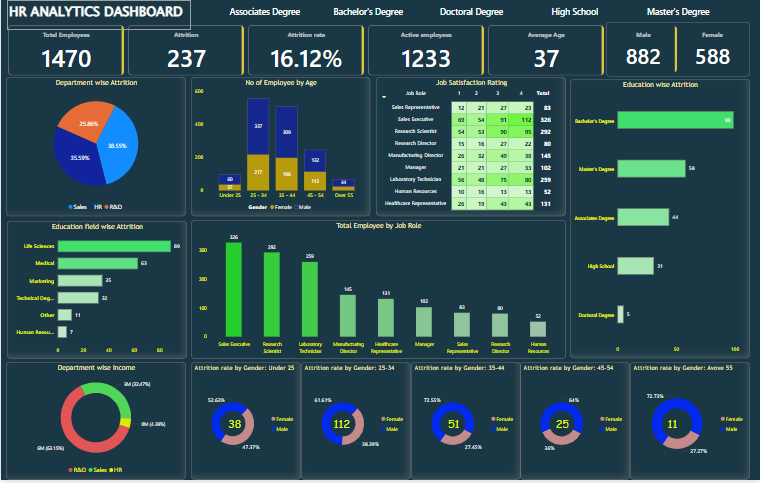 HR ANALYTICS DASHBOARD
Associates Degree Bachelor's Degree Doctoral Degree High School Master's Degree
Total Employees Attrition Attrition rate Active employees Average Age Male Female
1470 237 16.12% 1233 37 882 588
Department wise Attrition
25.86%
35.59%
38.55%
Sales HR R&D
No of Employee by Age
600
400
200
0
60
37
337
217
309
196
132
113
44
Under 25 25 - 34 35 - 44 45 - 54 Over 55
Gender Female Male
Job Satisfaction Rating
Job Role 1 2 3 4 Total
Sales Representative 12 21 27 23 83
Sales Executive 69 54 91 112 326
Research Scientist 54 53 90 95 292
Research Director 15 16 27 22 80
Manufacturing Director 26 32 49 38 145
Manager 21 21 27 33 102
Laboratory Technician 56 48 75 80 259
Human Resources 10 16 13 13 52
Healthcare Representative 26 19 43 43 131
Education wise Attrition
Bachelor's Degree 99
Master's Degree 58
Associates Degree 44
High School 31
Doctoral Degree 5
0 50 100
Education field wise Attrition
Life Sciences 89
Medical 63
Marketing 35
Technical Deg... 32
Other 11
Human Resou... 7
0 20 40 60 80
Total Employee by Job Role
300
200
100
0
326 292 259 145 131 102 83 80 52
Sales Executive Research Scientist Laboratory Technician Manufacturing Director Healthcare Representative Manager Sales Representative Research Director Human Resources
Department wise Income
3M (32.47%)
6M (63.15%)
R&D Sales HR
Attrition rate by Gender: Under 25
52.63%
38
47.37%
Female
Male
Attrition rate by Gender: 25-34
61.61%
112
38.39%
Female
Male
Attrition rate by Gender: 35-44
72.55%
51
27.45%
Female
Male
Attrition rate by Gender: 45-54
64%
25
36%
Female
Male
Attrition rate by Gender: Avove 55
72.73%
11
27.27%
Female
Male